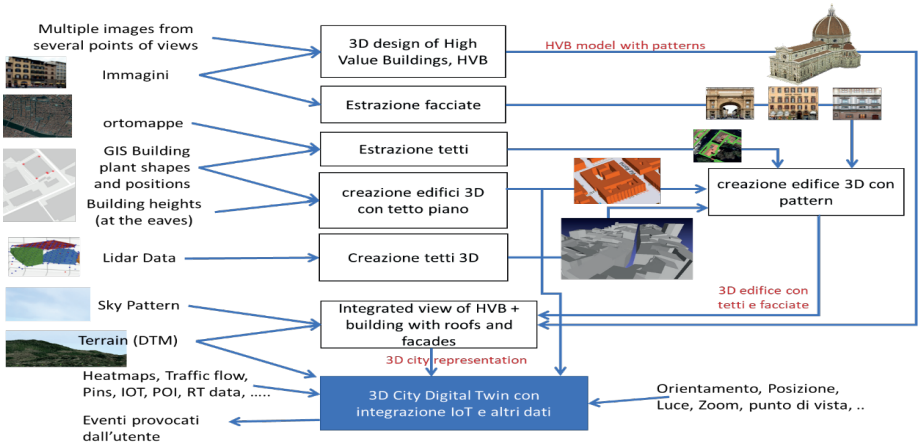 Multiple images from
several points of views
Immagini
ortomappe
GIS Building
plant shapes
and positions
Building heights
(at the eaves)
Lidar Data
Sky Pattern
Terrain (DTM)
Heatmaps, Traffic flow,
Pins, IOT, POI, RT data, .....
Eventi provocati
dall'utente
3D design of High
Value Buildings, HVB
Estrazione facciate
Estrazione tetti
creazione edifici 3D
con tetto piano
Creazione tetti 3D
Integrated view of HVB +
building with roofs and
facades
3D city representation
3D City Digital Twin con
integrazione IoT e altri dati
HVB model with patterns
creazione edifice 3D con
pattern
3D edifice con
tetti e facciate
Orientamento, Posizione,
Luce, Zoom, punto di vista, ..